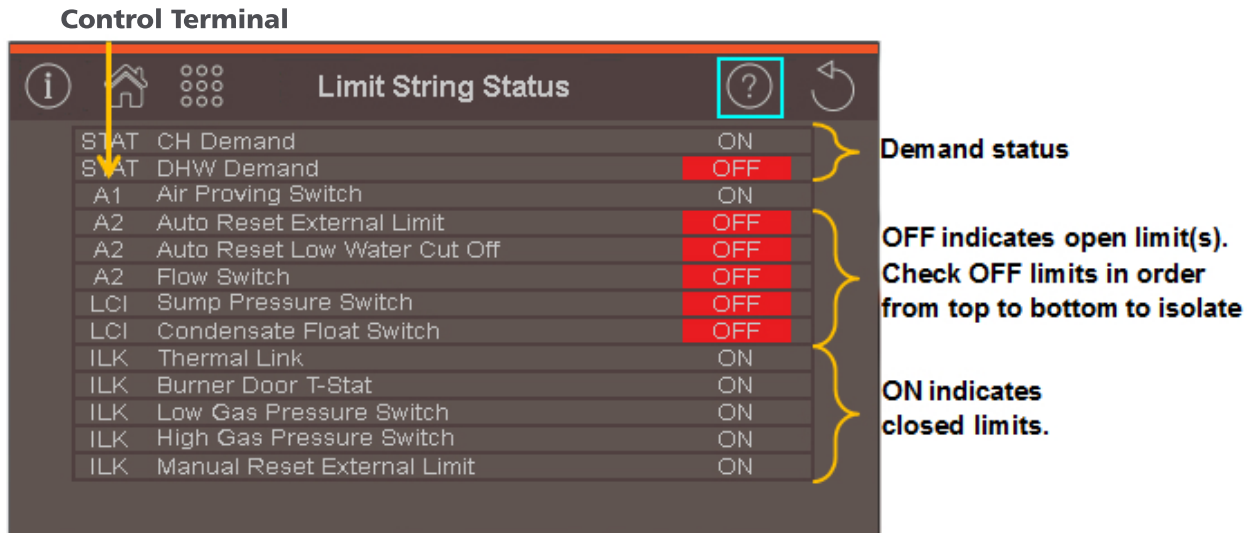 Control Terminal
i Limit String Status ?
STAT CH Demand ON
STAT DHW Demand OFF
A1 Air Proving Switch ON
A2 Auto Reset External Limit OFF
A2 Auto Reset Low Water Cut Off OFF
A2 Flow Switch OFF
LCI Sump Pressure Switch OFF
LCI Condensate Float Switch OFF
ILK Thermal Link ON
ILK Burner Door T-Stat ON
ILK Low Gas Pressure Switch ON
ILK High Gas Pressure Switch ON
ILK Manual Reset External Limit ON
Demand status
OFF indicates open limit(s).
Check OFF limits in order
from top to bottom to isolate
ON indicates
closed limits.